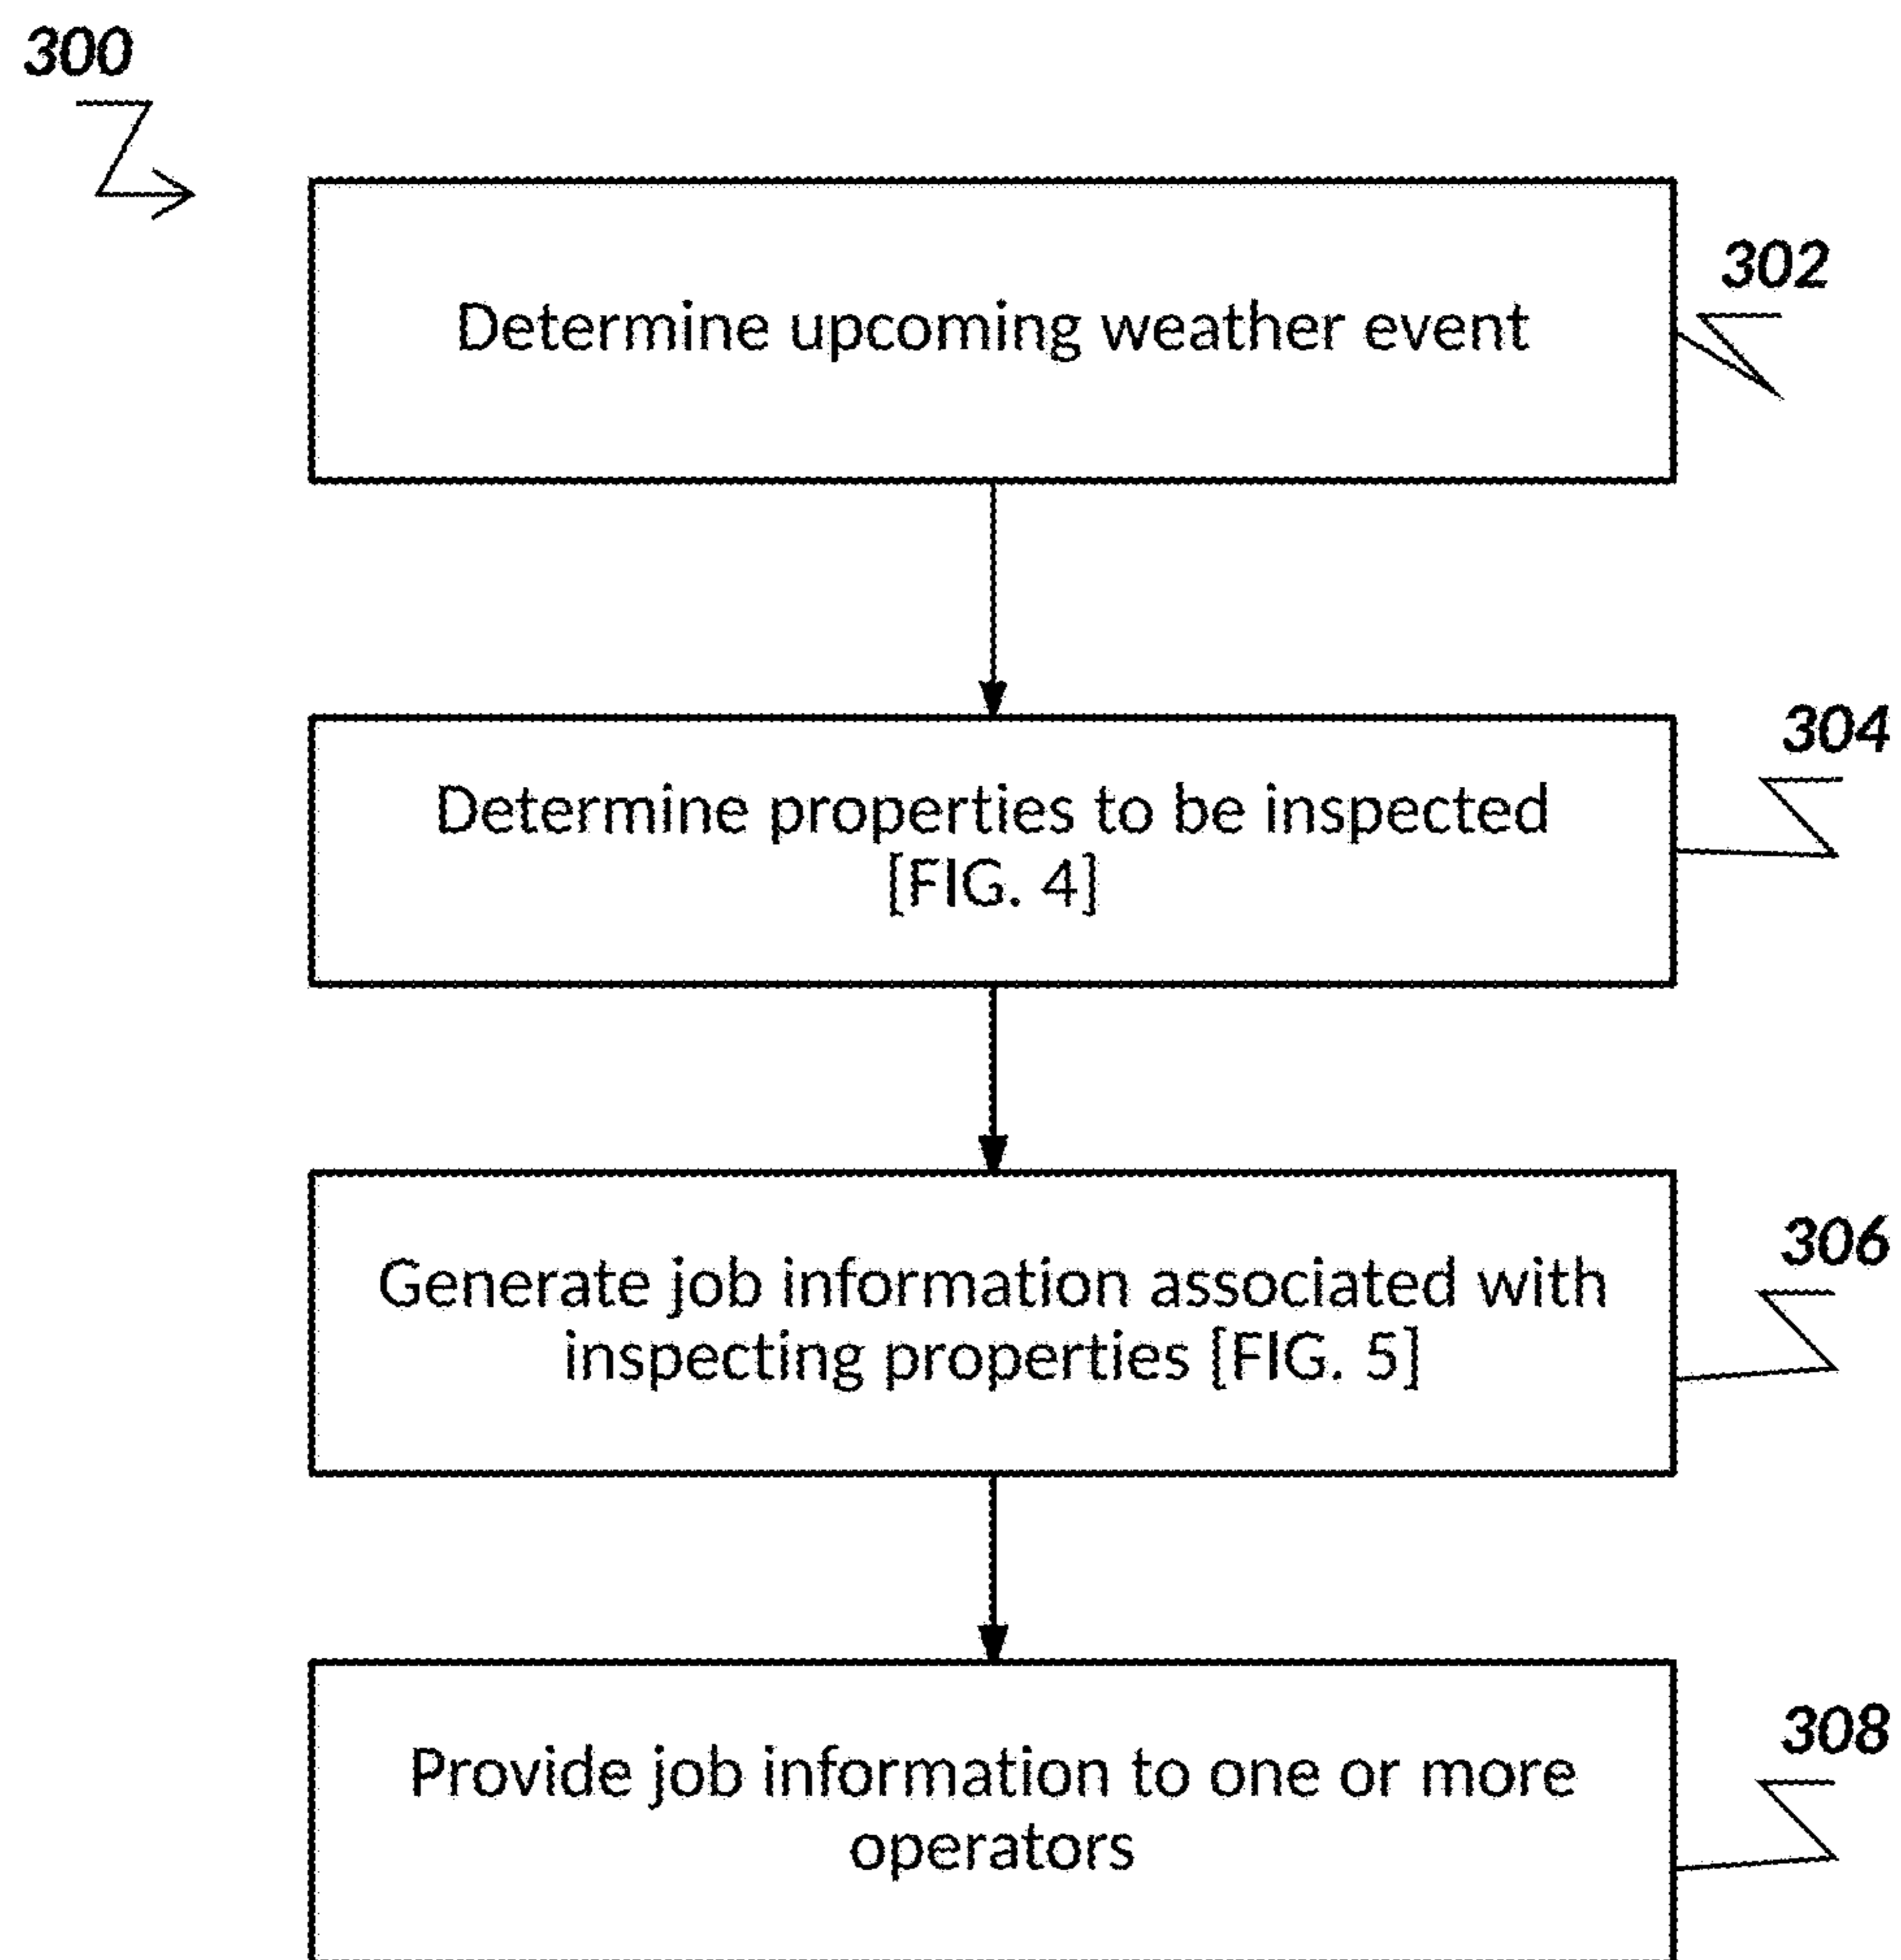 300
302
Determine upcoming weather event
304
Determine properties to be inspected
[FIG. 4]
306
Generate job information associated with
inspecting properties [FIG. 5]
308
Provide job information to one or more
operators